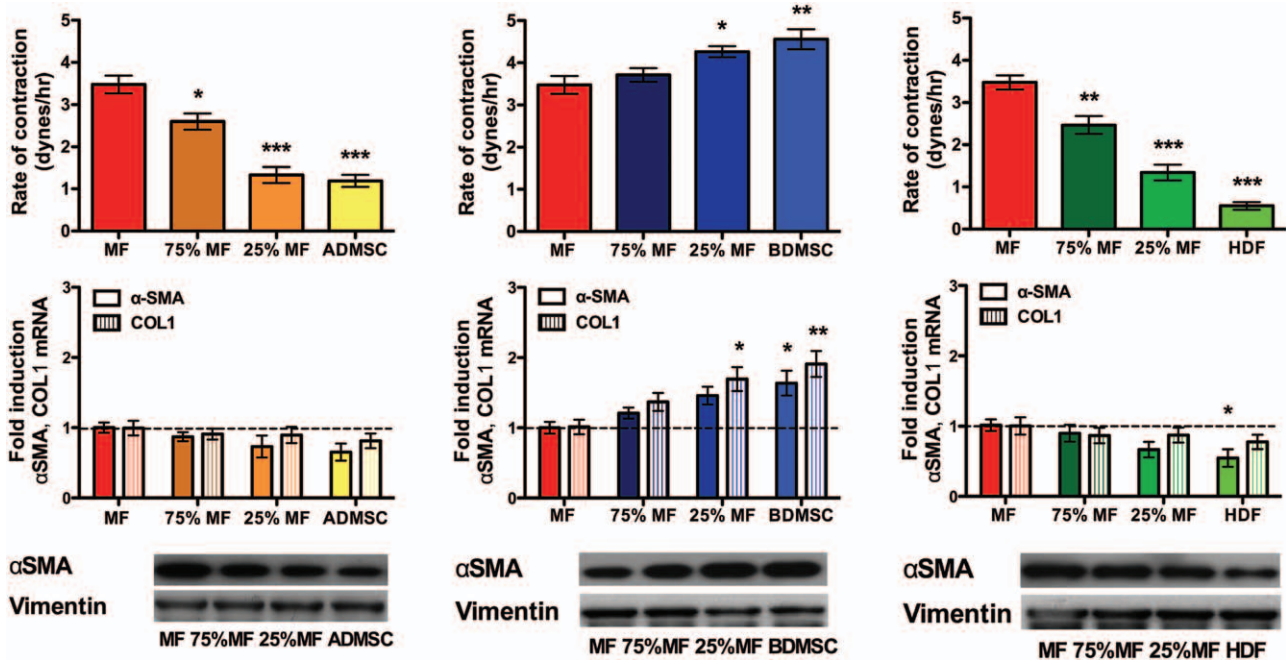 Rate of contraction
(dynes/hr)
5
4
3
2
1
0
*
***
***
MF
75% MF
25% MF
ADMSC
Rate of contraction
(dynes/hr)
5
4
3
2
1
0
*
**
MF
75% MF
25% MF
BDMSC
Rate of contraction
(dynes/hr)
5
4
3
2
1
0
**
***
***
MF
75% MF
25% MF
HDF
Fold induction
αSMA, COL1 mRNA
3
2
1
0
α-SMA
COL1
MF
75% MF
25% MF
ADMSC
Fold induction
αSMA, COL1 mRNA
3
2
1
0
α-SMA
COL1
*
*
**
MF
75% MF
25% MF
BDMSC
Fold induction
αSMA, COL1 mRNA
3
2
1
0
α-SMA
COL1
*
MF
75% MF
25% MF
HDF
αSMA
Vimentin
MF 75%MF 25%MF ADMSC
αSMA
Vimentin
MF 75%MF 25%MF BDMSC
αSMA
Vimentin
MF 75%MF 25%MF HDF